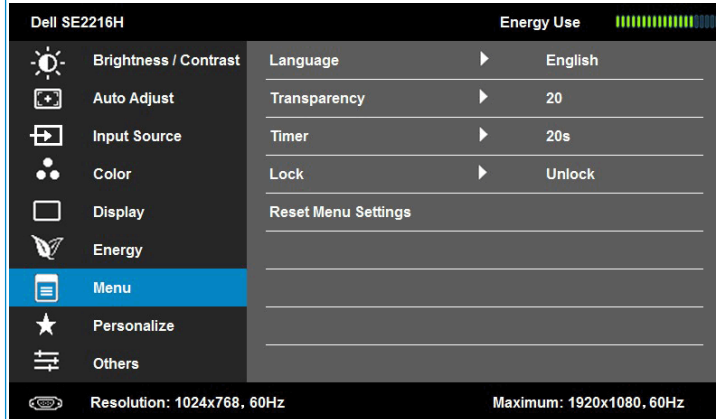 Dell SE2216H Energy Use
Brightness / Contrast Language English
Auto Adjust Transparency 20
Input Source Timer 20s
Color Lock Unlock
Display Reset Menu Settings
Energy
Menu
Personalize
Others
Resolution: 1024x768, 60Hz Maximum: 1920x1080, 60Hz